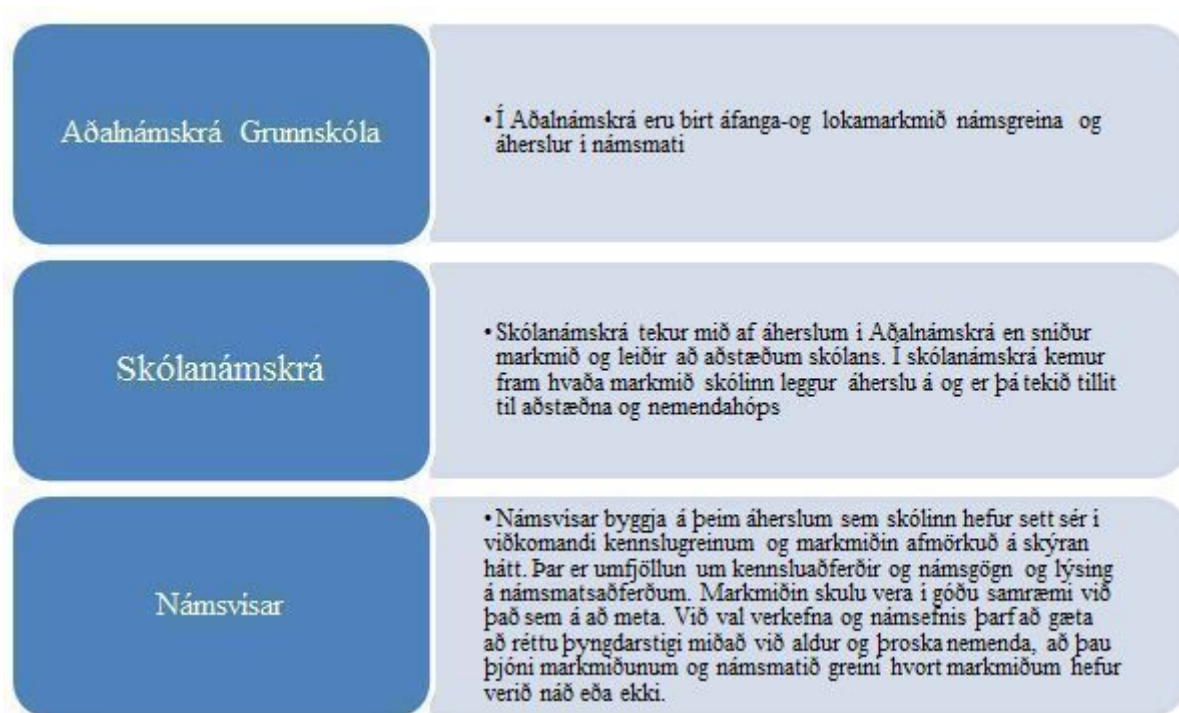 Aðalnámskrá Grunnskóla
• Í Aðalnámskrá eru birt áfanga-og lokamarkmið námsgreina og
áherslur í námsmati
Skólanámskrá
• Skólanámskrá tekur mið af áherslum í Aðalnámskrá en sníður
markmið og leiðir að aðstæðum skólans. Í skólanámskrá kemur
fram hvaða markmið skólinn leggur áherslu á og er þá tekið tillit
til aðstæðna og nemendahóps
Námsvísar
• Námsvísar byggja á þeim áherslum sem skólinn hefur sett sér í
viðkomandi kennslugreinum og markmiðin afmörkuð á skýran
hátt. Þar er umfjöllun um kennsluaðferðir og námsgögn og lýsing
á námsmatsaðferðum. Markmiðin skulu vera í góðu samræmi við
það sem á að meta. Við val verkefna og námsefnis þarf að gæta
að réttu þyngdarstigi miðað við aldur og þroska nemenda, að þau
þjóni markmiðunum og námsmatið greini hvort markmiðum hefur
verið náð eða ekki.